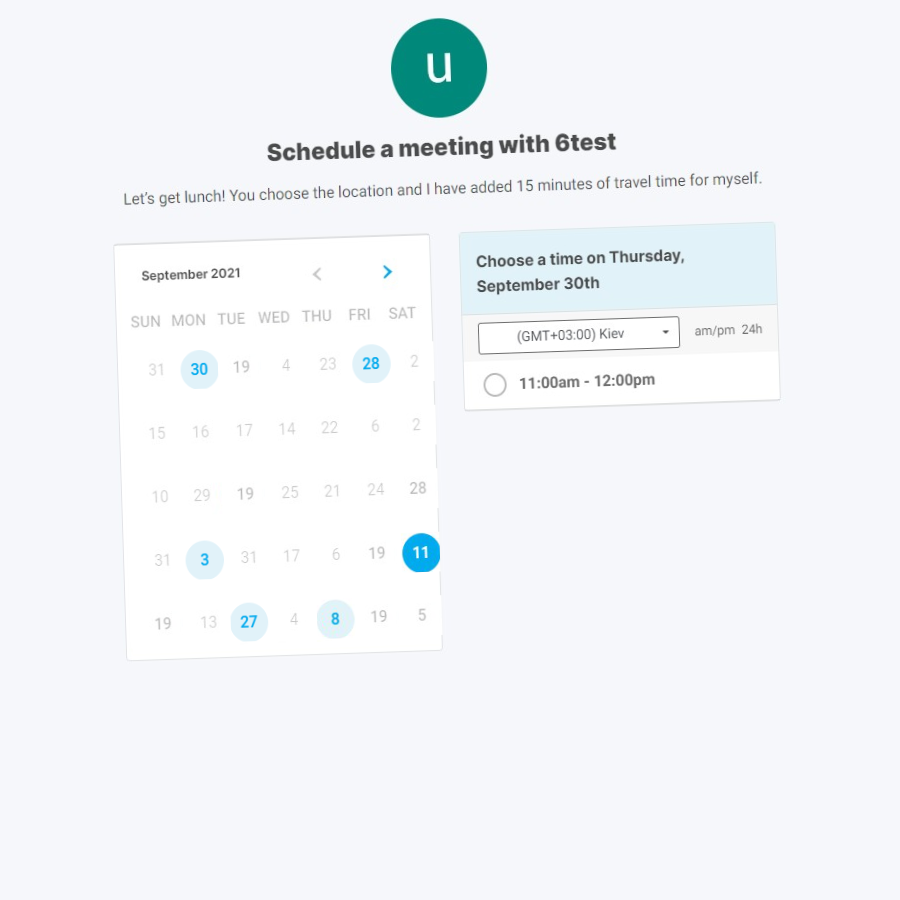 u
Schedule a meeting with 6test
Let's get lunch! You choose the location and I have added 15 minutes of travel time for myself.
September 2021
SUN MON TUE WED THU FRI SAT
31 30 19 4 23 28 2
15 16 17 14 22 6 2
10 29 19 25 21 24 28
31 3 31 17 6 19 11
19 13 27 4 8 19 5
Choose a time on Thursday,
September 30th
(GMT+03:00) Kiev am/pm 24h
11:00am - 12:00pm